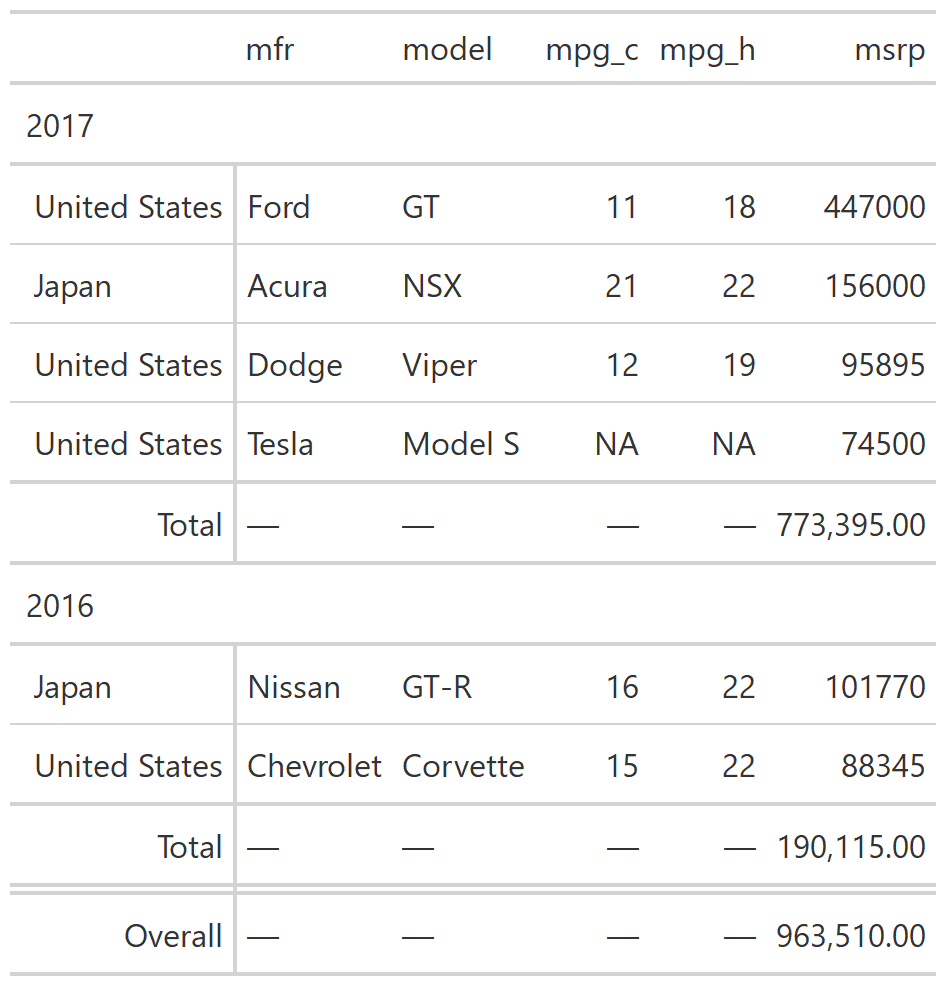 mfr model mpg_c mpg_h msrp
2017
United States Ford GT 11 18 447000
Japan Acura NSX 21 22 156000
United States Dodge Viper 12 19 95895
United States Tesla Model S NA NA 74500
Total — — — — 773,395.00
2016
Japan Nissan GT-R 16 22 101770
United States Chevrolet Corvette 15 22 88345
Total — — — — 190,115.00
Overall — — — — 963,510.00